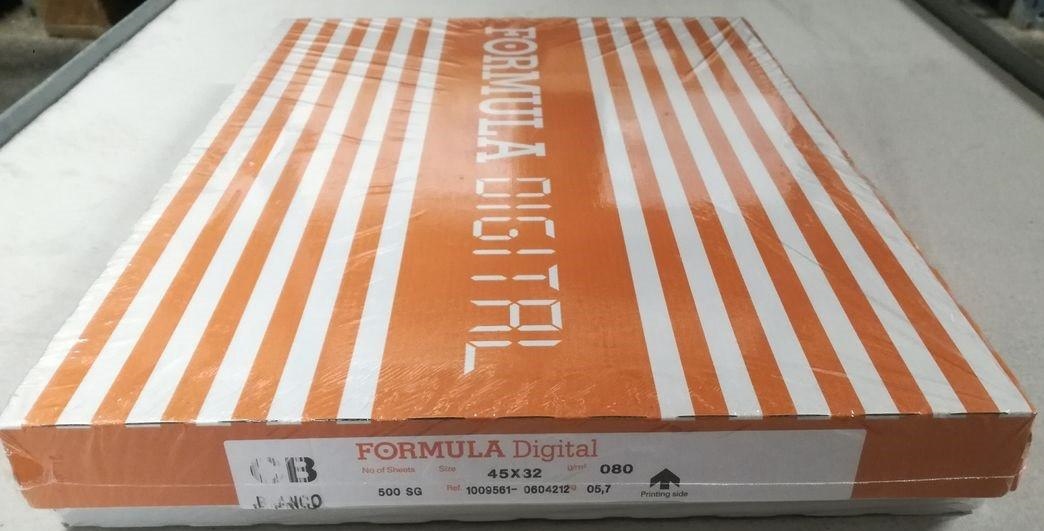 FORMULA DIGITAL
FORMULA Digital
CB
No of Sheets Size 45X32 g/m² 080
500 SG Ref. 1009561- 0604212 05,7
BLANCO
Printing side